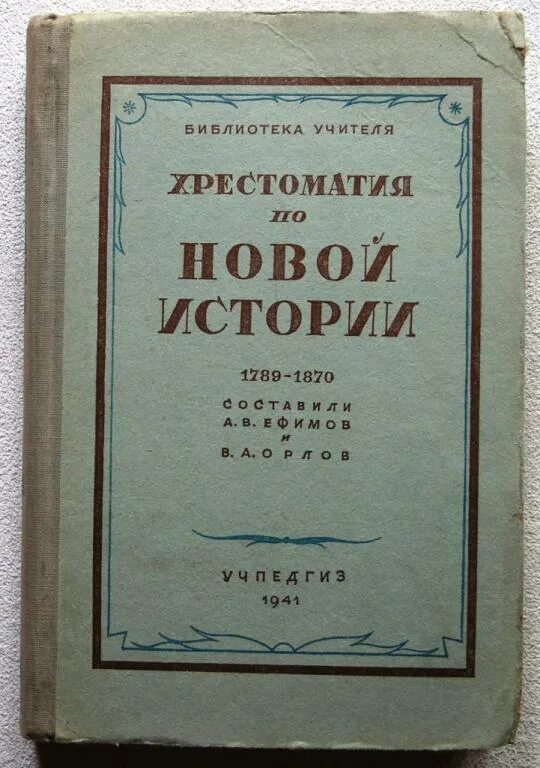 БИБЛИОТЕКА УЧИТЕЛЯ
ХРЕСТОМАТИЯ
ПО
НОВОЙ
ИСТОРИИ
1789-1870
СОСТАВИЛИ
А.В.ЕФИМОВ
И
В.А.ОРЛОВ
УЧПЕДГИЗ
1941